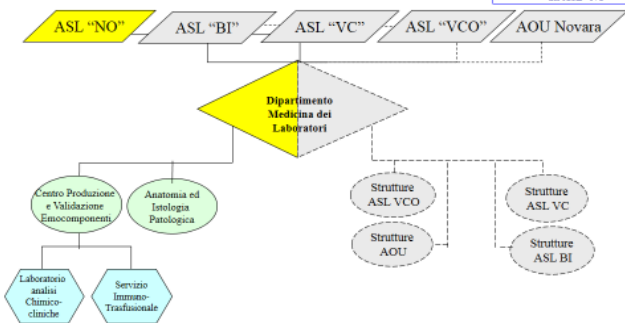 ASL “NO”
ASL “BI”
ASL “VC”
ASL “VCO”
AOU Novara
Dipartimento
Medicina dei
Laboratori
Centro Produzione
e Validazione
Emocomponenti
Anatomia ed
Istologia
Patologica
Strutture
ASL VCO
Strutture
ASL VC
Strutture
AOU
Strutture
ASL BI
Laboratorio
analisi
Chimico-
cliniche
Servizio
Immuno-
Trasfusionale